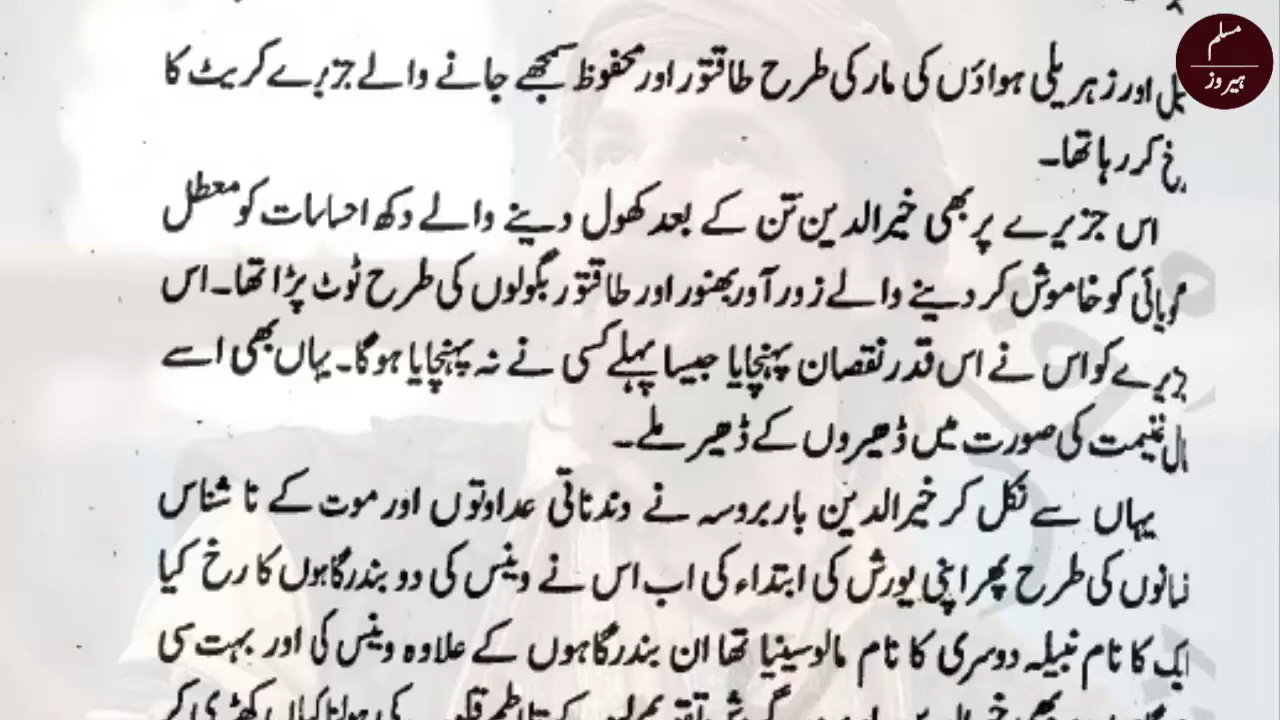 مسلم
ہیروز
اور زہریلی ہواؤں کی مار کی طرح طاقتور اور محفوظ سمجھے جانے والے جزیرے کریٹ کا
رخ کر رہا تھا۔
اس جزیرے پر بھی خیرالدین تن کے بعد کھول دینے والے دکھ احساسات کو معطل
گویائی کو خاموش کر دینے والے زور آور بھنور اور طاقتور بگولوں کی طرح ٹوٹ پڑا تھا۔ اس
جزیرے کو اس نے اس قدر نقصان پہنچایا جیسا پہلے کسی نے نہ پہنچایا ہوگا۔ یہاں بھی اسے
مال غنیمت کی صورت میں ڈھیروں کے ڈھیر ملے۔
یہاں سے نکل کر خیرالدین باربروسہ نے دندناتی عداوتوں اور موت کے نا شناس
زمانوں کی طرح پھر اپنی یورش کی ابتداء کی اب اس نے وینس کی دو بندرگاہوں کا رخ کیا
ایک کا نام نبیلہ دوسری کا نام مالوسینیا تھا ان بندرگاہوں کے علاوہ وینس کی اور بہت سی